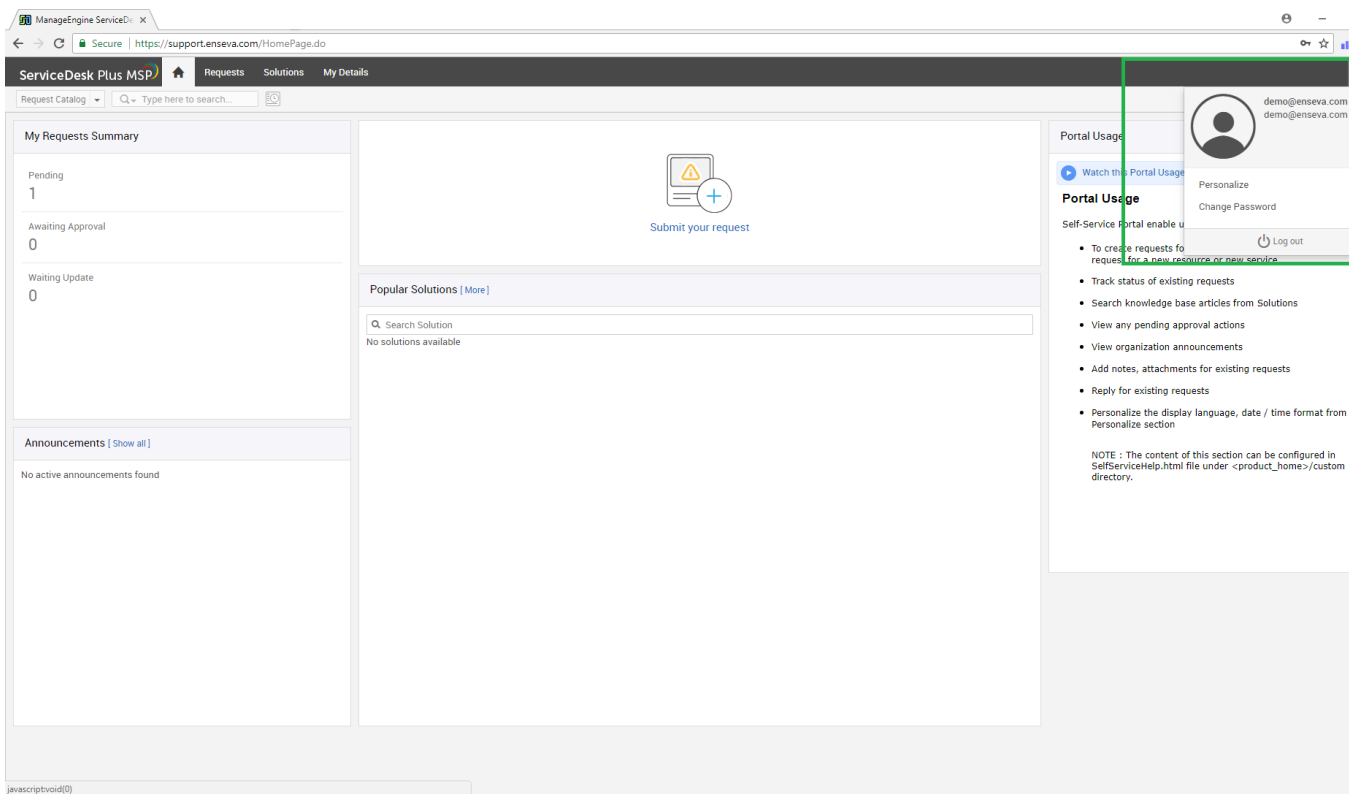 ManageEngine ServiceDe
Secure | https://support.enseva.com/HomePage.do
ServiceDesk Plus MSP Requests Solutions My Details
Request Catalog Type here to search...
demo@enseva.com
demo@enseva.com
Personalize
Change Password
Log out
My Requests Summary
Pending
1
Awaiting Approval
0
Waiting Update
0
Announcements [ Show all ]
No active announcements found
Submit your request
Popular Solutions [ More ]
Search Solution
No solutions available
Portal Usage
Watch this Portal Usage
Portal Usage
Self-Service Portal enable u
• To create requests fo
request for a new resource or new service
• Track status of existing requests
• Search knowledge base articles from Solutions
• View any pending approval actions
• View organization announcements
• Add notes, attachments for existing requests
• Reply for existing requests
• Personalize the display language, date / time format from
Personalize section
NOTE : The content of this section can be configured in
SelfServiceHelp.html file under <product_home>/custom
directory.
javascript:void(0)